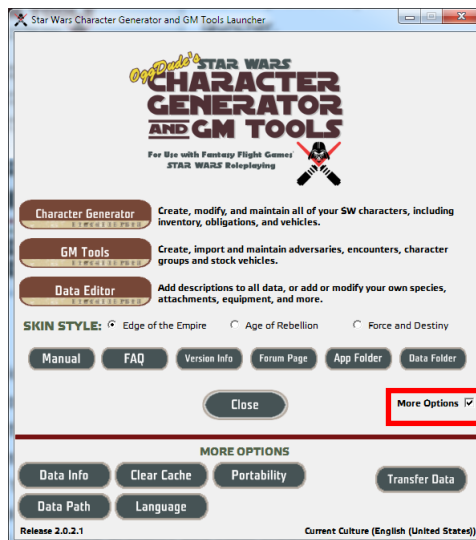 Star Wars Character Generator and GM Tools Launcher
OggDude's STAR WARS
CHARACTER
GENERATOR
AND GM TOOLS
For Use with Fantasy Flight Games'
STAR WARS Roleplaying
Character Generator
Create, modify, and maintain all of your SW characters, including
inventory, obligations, and vehicles.
GM Tools
Create, import and maintain adversaries, encounters, character
groups and stock vehicles.
Data Editor
Add descriptions to all data, or add or modify your own species,
attachments, equipment, and more.
SKIN STYLE: Edge of the Empire Age of Rebellion Force and Destiny
Manual FAQ Version Info Forum Page App Folder Data Folder
Close
More Options
MORE OPTIONS
Data Info Clear Cache Portability Transfer Data
Data Path Language
Release 2.0.2.1 Current Culture (English (United States))